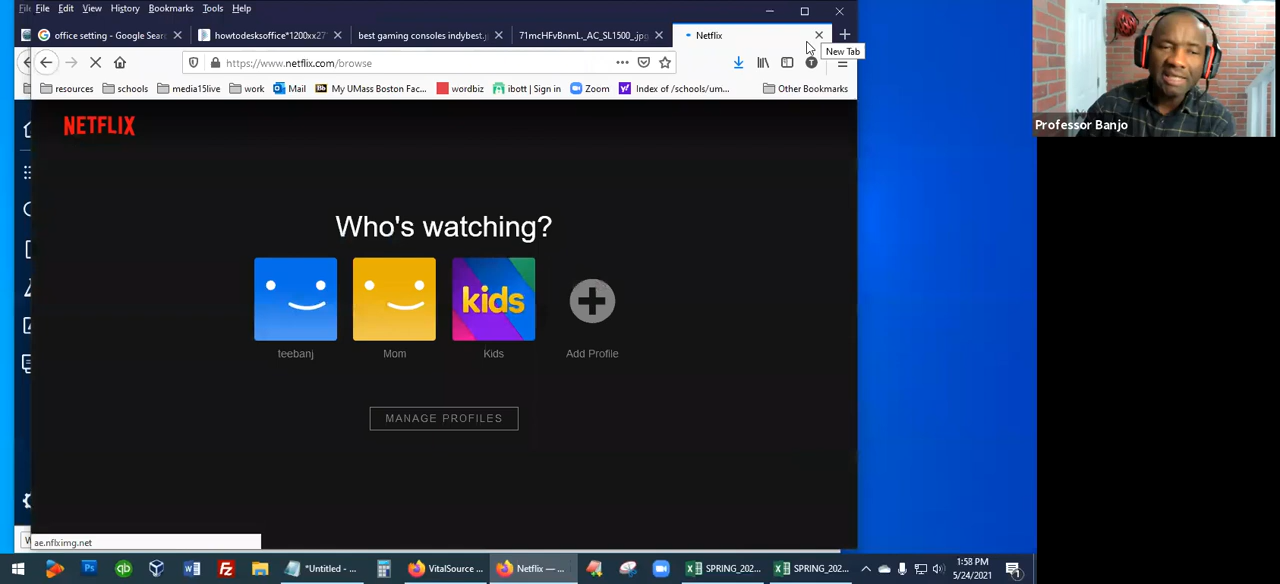 File File Edit View History Bookmarks Tools Help
office setting - Google Sear
howtodesksoffice*1200xx27
best gaming consoles indybest.j
71mcHFvBnmL._AC_SL1500_.jpg
Netflix
New Tab
https://www.netflix.com/browse
resources schools media15live work Mail My UMass Boston Fac... wordbiz ibott | Sign in Zoom Index of /schools/um... Other Bookmarks
Professor Banjo
NETFLIX
Who's watching?
kids
teebanj Mom Kids Add Profile
MANAGE PROFILES
ae.nflximg.net
*Untitled - ... VitalSource ... Netflix — ... SPRING_202... SPRING_202...
1:58 PM
5/24/2021